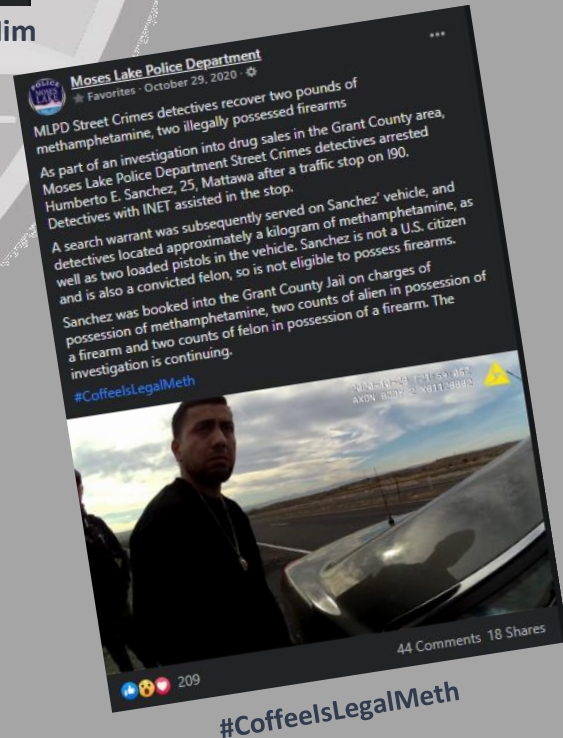 Him
Moses Lake Police Department
Favorites · October 29, 2020 ·
MLPD Street Crimes detectives recover two pounds of
methamphetamine, two illegally possessed firearms
As part of an investigation into drug sales in the Grant County area,
Moses Lake Police Department Street Crimes detectives arrested
Humberto E. Sanchez, 25, Mattawa after a traffic stop on I90.
Detectives with INET assisted in the stop.
A search warrant was subsequently served on Sanchez' vehicle, and
detectives located approximately a kilogram of methamphetamine, as
well as two loaded pistols in the vehicle. Sanchez is not a U.S. citizen
and is also a convicted felon, so is not eligible to possess firearms.
Sanchez was booked into the Grant County Jail on charges of
possession of methamphetamine, two counts of alien in possession of
a firearm and two counts of felon in possession of a firearm. The
investigation is continuing.
#CoffeeIsLegalMeth
AXON BODY
209
44 Comments 18 Shares
#CoffeeIsLegalMeth